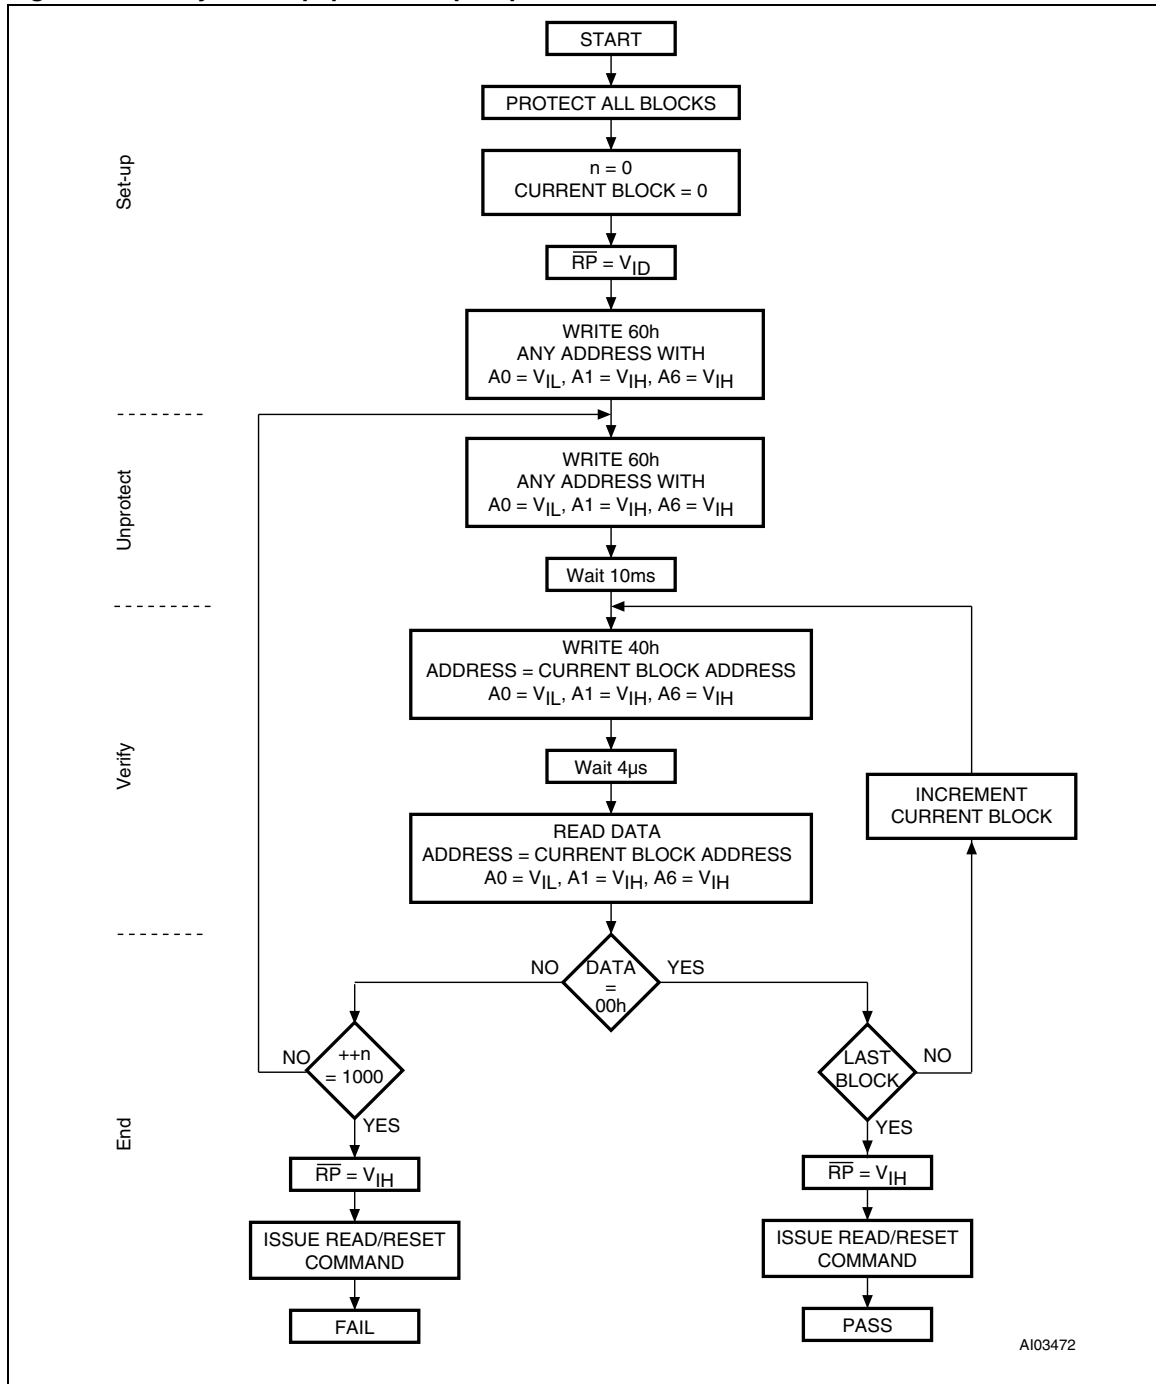 START
PROTECT ALL BLOCKS
n = 0
CURRENT BLOCK = 0
Set-up
RP = VID
WRITE 60h
ANY ADDRESS WITH
A0 = VIL, A1 = VIH, A6 = VIH
WRITE 60h
ANY ADDRESS WITH
A0 = VIL, A1 = VIH, A6 = VIH
Unprotect
Wait 10ms
WRITE 40h
ADDRESS = CURRENT BLOCK ADDRESS
A0 = VIL, A1 = VIH, A6 = VIH
Verify
Wait 4µs
INCREMENT
CURRENT BLOCK
READ DATA
ADDRESS = CURRENT BLOCK ADDRESS
A0 = VIL, A1 = VIH, A6 = VIH
NO
DATA
=
00h
YES
NO
++n
= 1000
LAST
BLOCK
NO
End
YES
YES
RP = VIH
RP = VIH
ISSUE READ/RESET
COMMAND
ISSUE READ/RESET
COMMAND
FAIL
PASS
AI03472